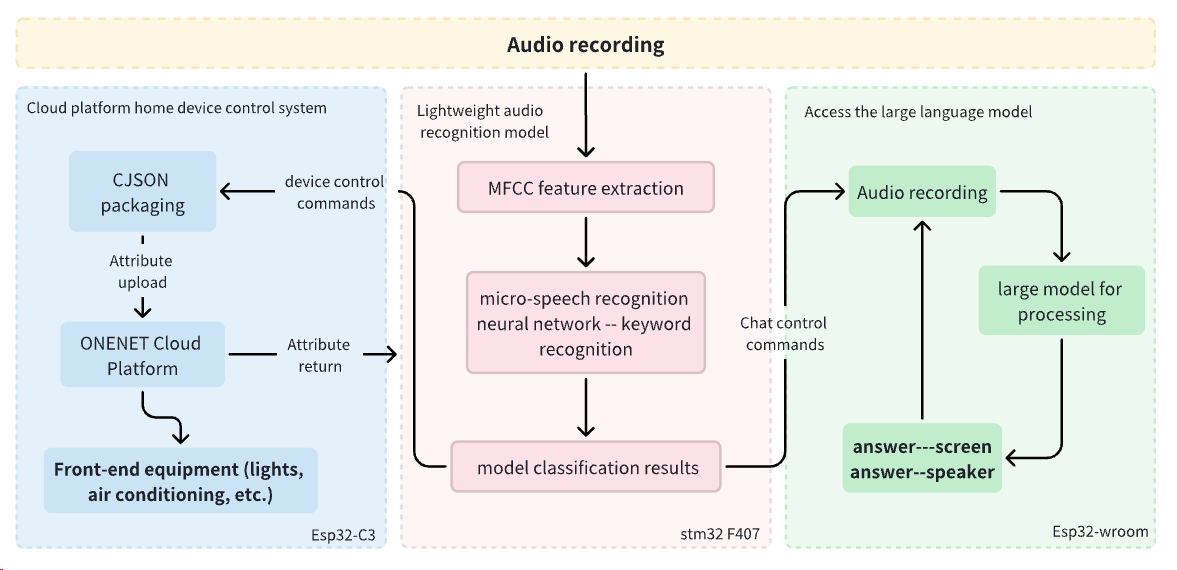 Audio recording
Cloud platform home device control system
CJSON
packaging
device control
commands
Attribute
upload
ONENET Cloud
Platform
Attribute
return
Front-end equipment (lights,
air conditioning, etc.)
Esp32-C3
Lightweight audio
recognition model
MFCC feature extraction
micro-speech recognition
neural network -- keyword
recognition
model classification results
stm32 F407
Chat control
commands
Access the large language model
Audio recording
large model for
processing
answer---screen
answer--speaker
Esp32-wroom